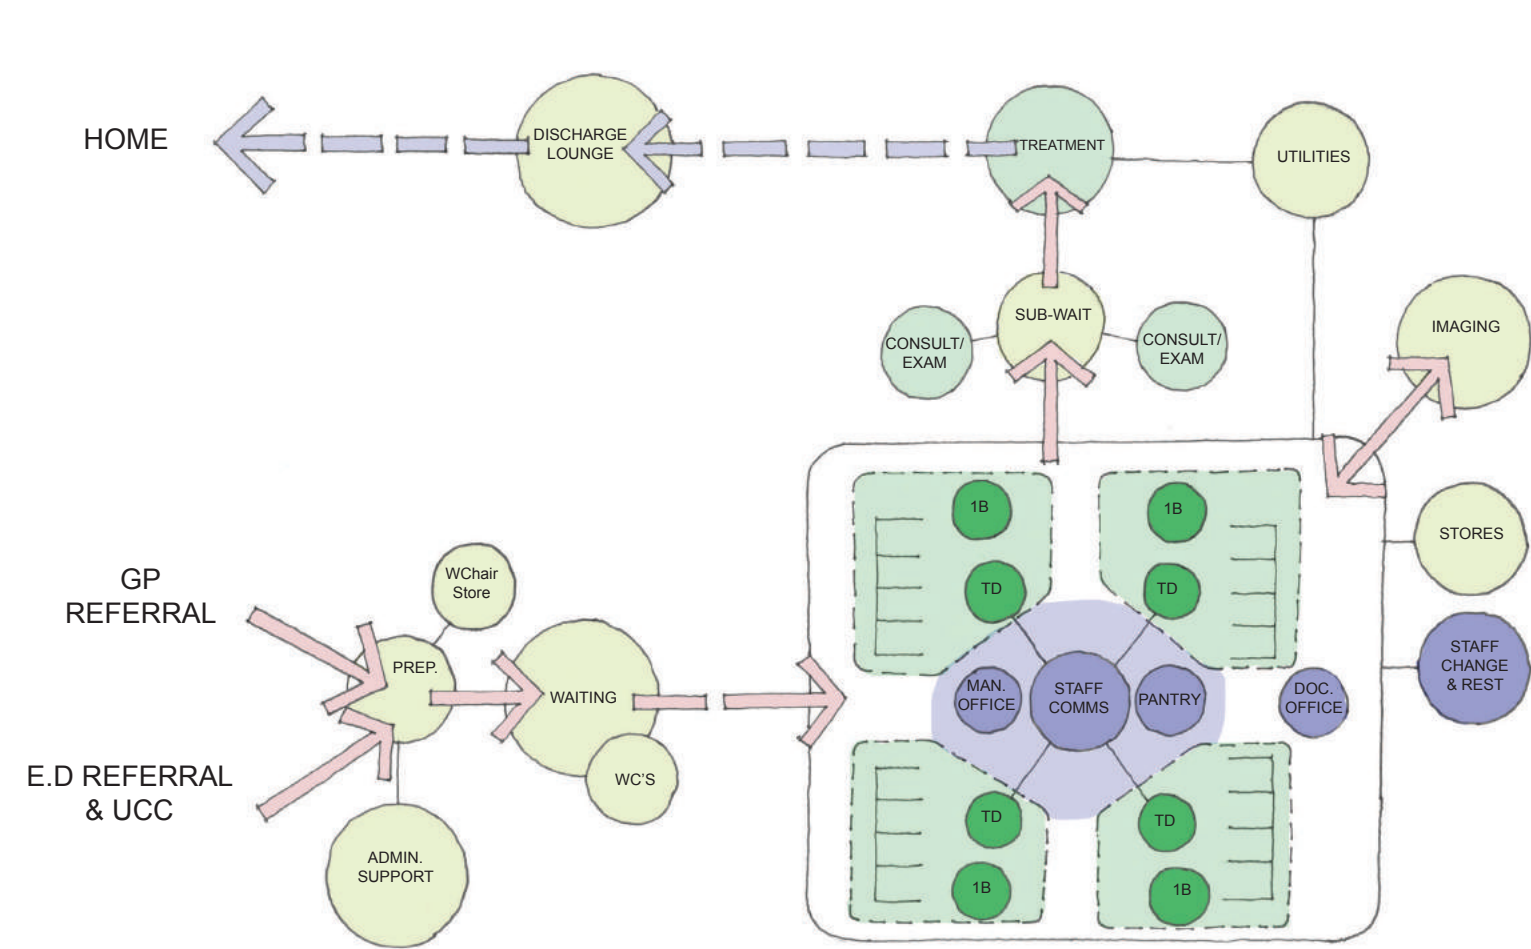 HOME
DISCHARGE
LOUNGE
TREATMENT
UTILITIES
SUB-WAIT
CONSULT/
EXAM
CONSULT/
EXAM
IMAGING
GP
REFERRAL
WChair
Store
PREP.
WAITING
WC'S
E.D REFERRAL
& UCC
ADMIN.
SUPPORT
1B
TD
1B
TD
MAN.
OFFICE
STAFF
COMMS
PANTRY
DOC.
OFFICE
TD
1B
TD
1B
STORES
STAFF
CHANGE
& REST